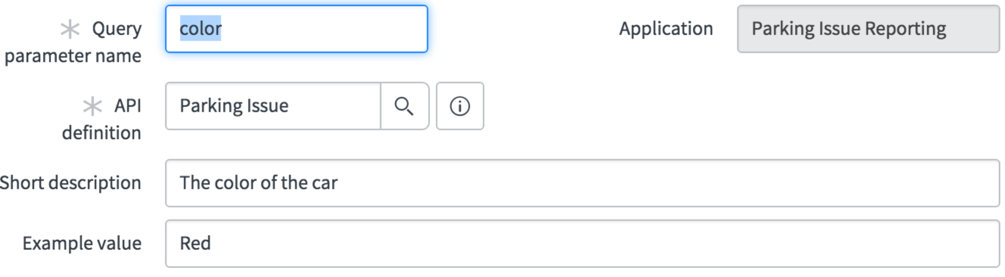 Query parameter name
color
Application
Parking Issue Reporting
API definition
Parking Issue
Short description
The color of the car
Example value
Red